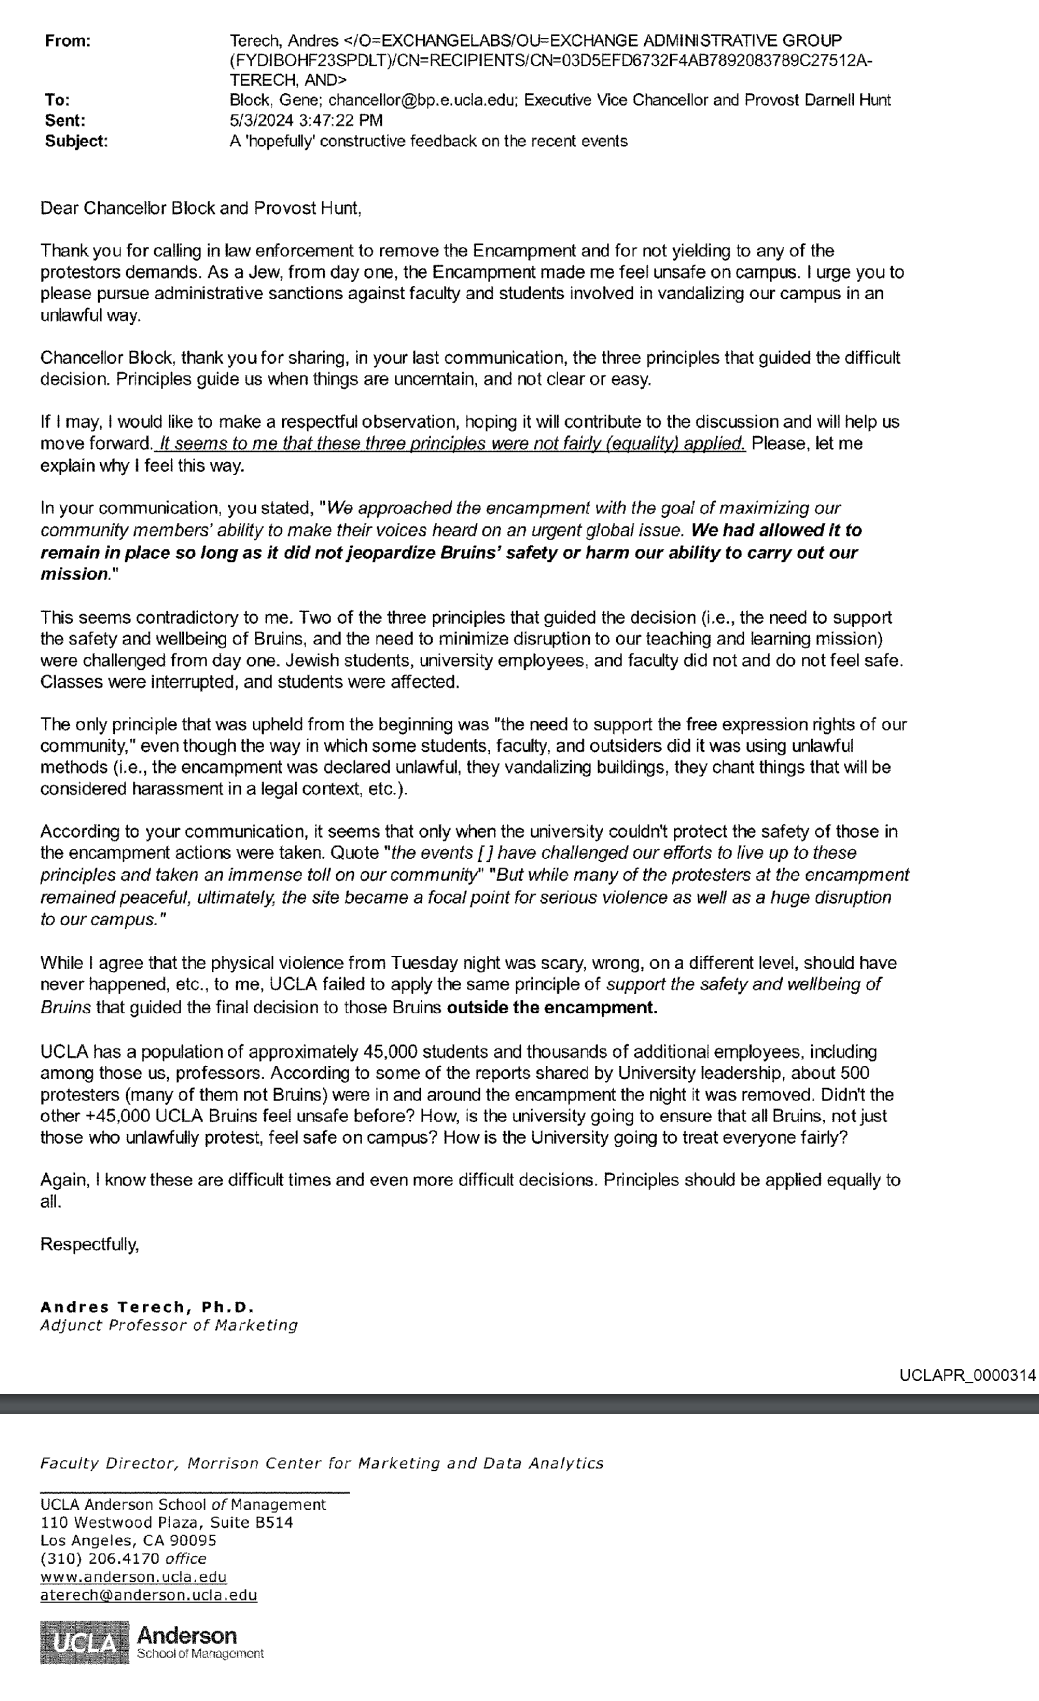 From: Terech, Andres </O=EXCHANGELABS/OU=EXCHANGE ADMINISTRATIVE GROUP
(FYDIBOHF23SPDLT)/CN=RECIPIENTS/CN=03D5EFD6732F4AB7892083789C27512A-
TERECH, AND>
To: Block, Gene; chancellor@bp.e.ucla.edu; Executive Vice Chancellor and Provost Darnell Hunt
Sent: 5/3/2024 3:47:22 PM
Subject: A 'hopefully' constructive feedback on the recent events
Dear Chancellor Block and Provost Hunt,
Thank you for calling in law enforcement to remove the Encampment and for not yielding to any of the
protestors demands. As a Jew, from day one, the Encampment made me feel unsafe on campus. I urge you to
please pursue administrative sanctions against faculty and students involved in vandalizing our campus in an
unlawful way.
Chancellor Block, thank you for sharing, in your last communication, the three principles that guided the difficult
decision. Principles guide us when things are uncerntain, and not clear or easy.
If I may, I would like to make a respectful observation, hoping it will contribute to the discussion and will help us
move forward. It seems to me that these three principles were not fairly (equality) applied. Please, let me
explain why I feel this way.
In your communication, you stated, "We approached the encampment with the goal of maximizing our
community members' ability to make their voices heard on an urgent global issue. We had allowed it to
remain in place so long as it did not jeopardize Bruins' safety or harm our ability to carry out our
mission."
This seems contradictory to me. Two of the three principles that guided the decision (i.e., the need to support
the safety and wellbeing of Bruins, and the need to minimize disruption to our teaching and learning mission)
were challenged from day one. Jewish students, university employees, and faculty did not and do not feel safe.
Classes were interrupted, and students were affected.
The only principle that was upheld from the beginning was "the need to support the free expression rights of our
community," even though the way in which some students, faculty, and outsiders did it was using unlawful
methods (i.e., the encampment was declared unlawful, they vandalizing buildings, they chant things that will be
considered harassment in a legal context, etc.).
According to your communication, it seems that only when the university couldn't protect the safety of those in
the encampment actions were taken. Quote "the events [ ] have challenged our efforts to live up to these
principles and taken an immense toll on our community" "But while many of the protesters at the encampment
remained peaceful, ultimately, the site became a focal point for serious violence as well as a huge disruption
to our campus."
While I agree that the physical violence from Tuesday night was scary, wrong, on a different level, should have
never happened, etc., to me, UCLA failed to apply the same principle of support the safety and wellbeing of
Bruins that guided the final decision to those Bruins outside the encampment.
UCLA has a population of approximately 45,000 students and thousands of additional employees, including
among those us, professors. According to some of the reports shared by University leadership, about 500
protesters (many of them not Bruins) were in and around the encampment the night it was removed. Didn't the
other +45,000 UCLA Bruins feel unsafe before? How, is the university going to ensure that all Bruins, not just
those who unlawfully protest, feel safe on campus? How is the University going to treat everyone fairly?
Again, I know these are difficult times and even more difficult decisions. Principles should be applied equally to
all.
Respectfully,
Andres Terech, Ph.D.
Adjunct Professor of Marketing
UCLAPR_0000314
Faculty Director, Morrison Center for Marketing and Data Analytics
UCLA Anderson School of Management
110 Westwood Plaza, Suite B514
Los Angeles, CA 90095
(310) 206.4170 office
www.anderson.ucla.edu
aterech@anderson.ucla.edu
UCLA Anderson
School of Management